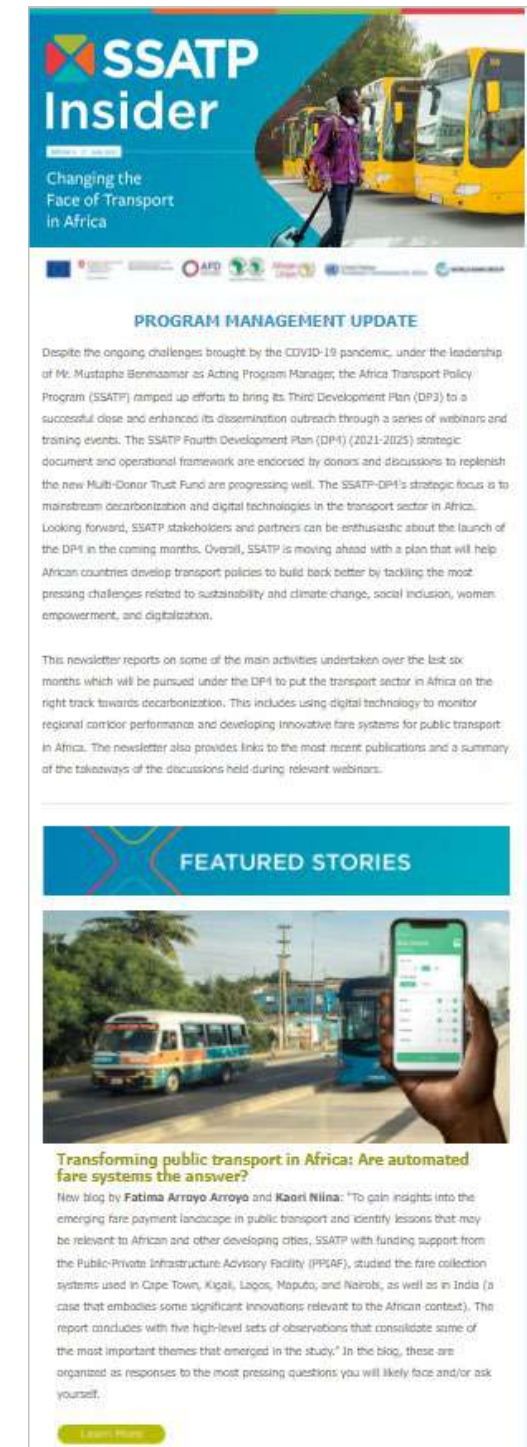 SSATP
Insider
Changing the
Face of Transport
in Africa
AFD
African
Union
United Nations
WORLD BANK GROUP
PROGRAM MANAGEMENT UPDATE
Despite the ongoing challenges brought by the COVID-19 pandemic, under the leadership
of Mr. Mustapha Benmaamar as Acting Program Manager, the Africa Transport Policy
Program (SSATP) ramped up efforts to bring its Third Development Plan (DP3) to a
successful close and enhanced its dissemination outreach through a series of webinars and
training events. The SSATP Fourth Development Plan (DP4) (2021-2025) strategic
document and operational framework are endorsed by donors and discussions to replenish
the new Multi-Donor Trust Fund are progressing well. The SSATP-DP4's strategic focus is to
mainstream decarbonization and digital technologies in the transport sector in Africa.
Looking forward, SSATP stakeholders and partners can be enthusiastic about the launch of
the DP4 in the coming months. Overall, SSATP is moving ahead with a plan that will help
African countries develop transport policies to build back better by tackling the most
pressing challenges related to sustainability and climate change, social inclusion, women
empowerment, and digitalization.
This newsletter reports on some of the main activities undertaken over the last six
months which will be pursued under the DP4 to put the transport sector in Africa on the
right track towards decarbonization. This includes using digital technology to monitor
regional corridor performance and developing innovative fare systems for public transport
in Africa. The newsletter also provides links to the most recent publications and a summary
of the takeaways of the discussions held during relevant webinars.
FEATURED STORIES
Transforming public transport in Africa: Are automated
fare systems the answer?
New blog by Fatima Arroyo Arroyo and Kaori Niina: "To gain insights into the
emerging fare payment landscape in public transport and identify lessons that may
be relevant to African and other developing cities, SSATP with funding support from
the Public-Private Infrastructure Advisory Facility (PPIAF), studied the fare collection
systems used in Cape Town, Kigali, Lagos, Maputo, and Nairobi, as well as in India (a
case that embodies some significant innovations relevant to the African context). The
report concludes with five high-level sets of observations that consolidate some of
the most important themes that emerged in the study." In the blog, these are
organized as responses to the most pressing questions you will likely face and/or ask
yourself.
Learn More